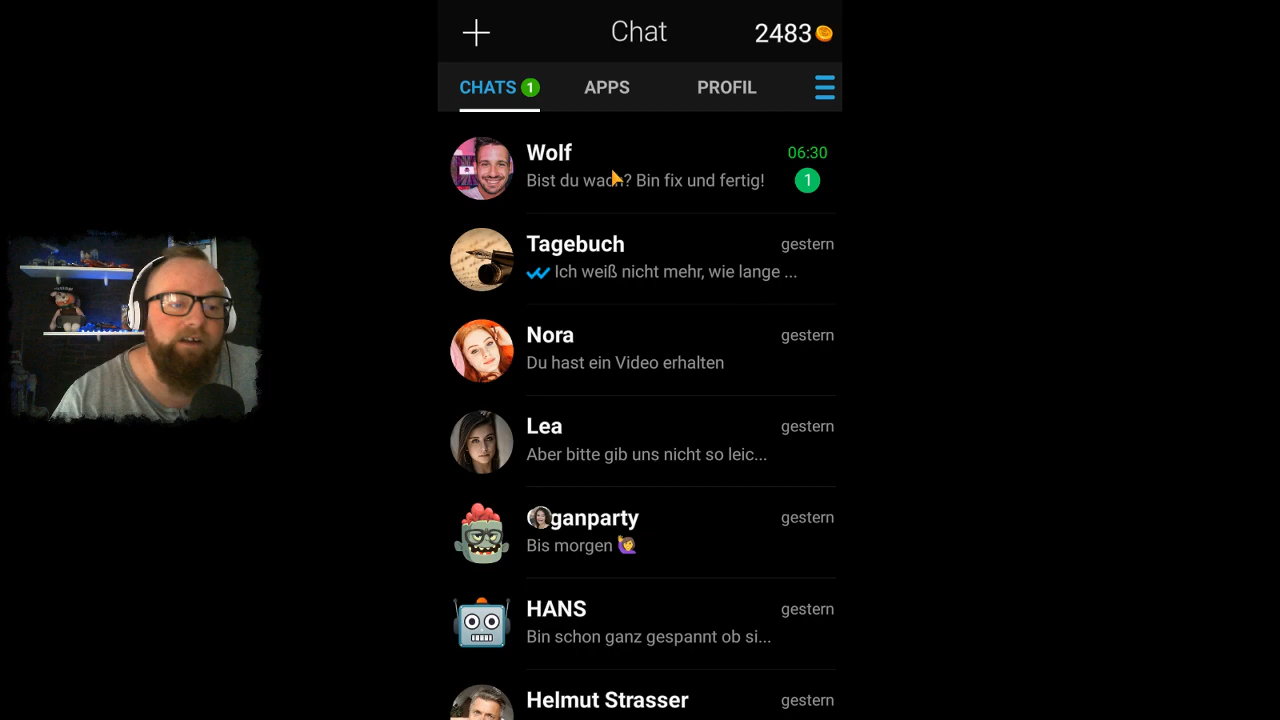 Chat
2483
CHATS 1
APPS
PROFIL
Wolf
06:30
Bist du wach? Bin fix und fertig!
1
Tagebuch
gestern
Ich weiß nicht mehr, wie lange ...
Nora
gestern
Du hast ein Video erhalten
Lea
gestern
Aber bitte gib uns nicht so leic...
ganparty
gestern
Bis morgen 🙋‍♀️
HANS
gestern
Bin schon ganz gespannt ob si...
Helmut Strasser
gestern